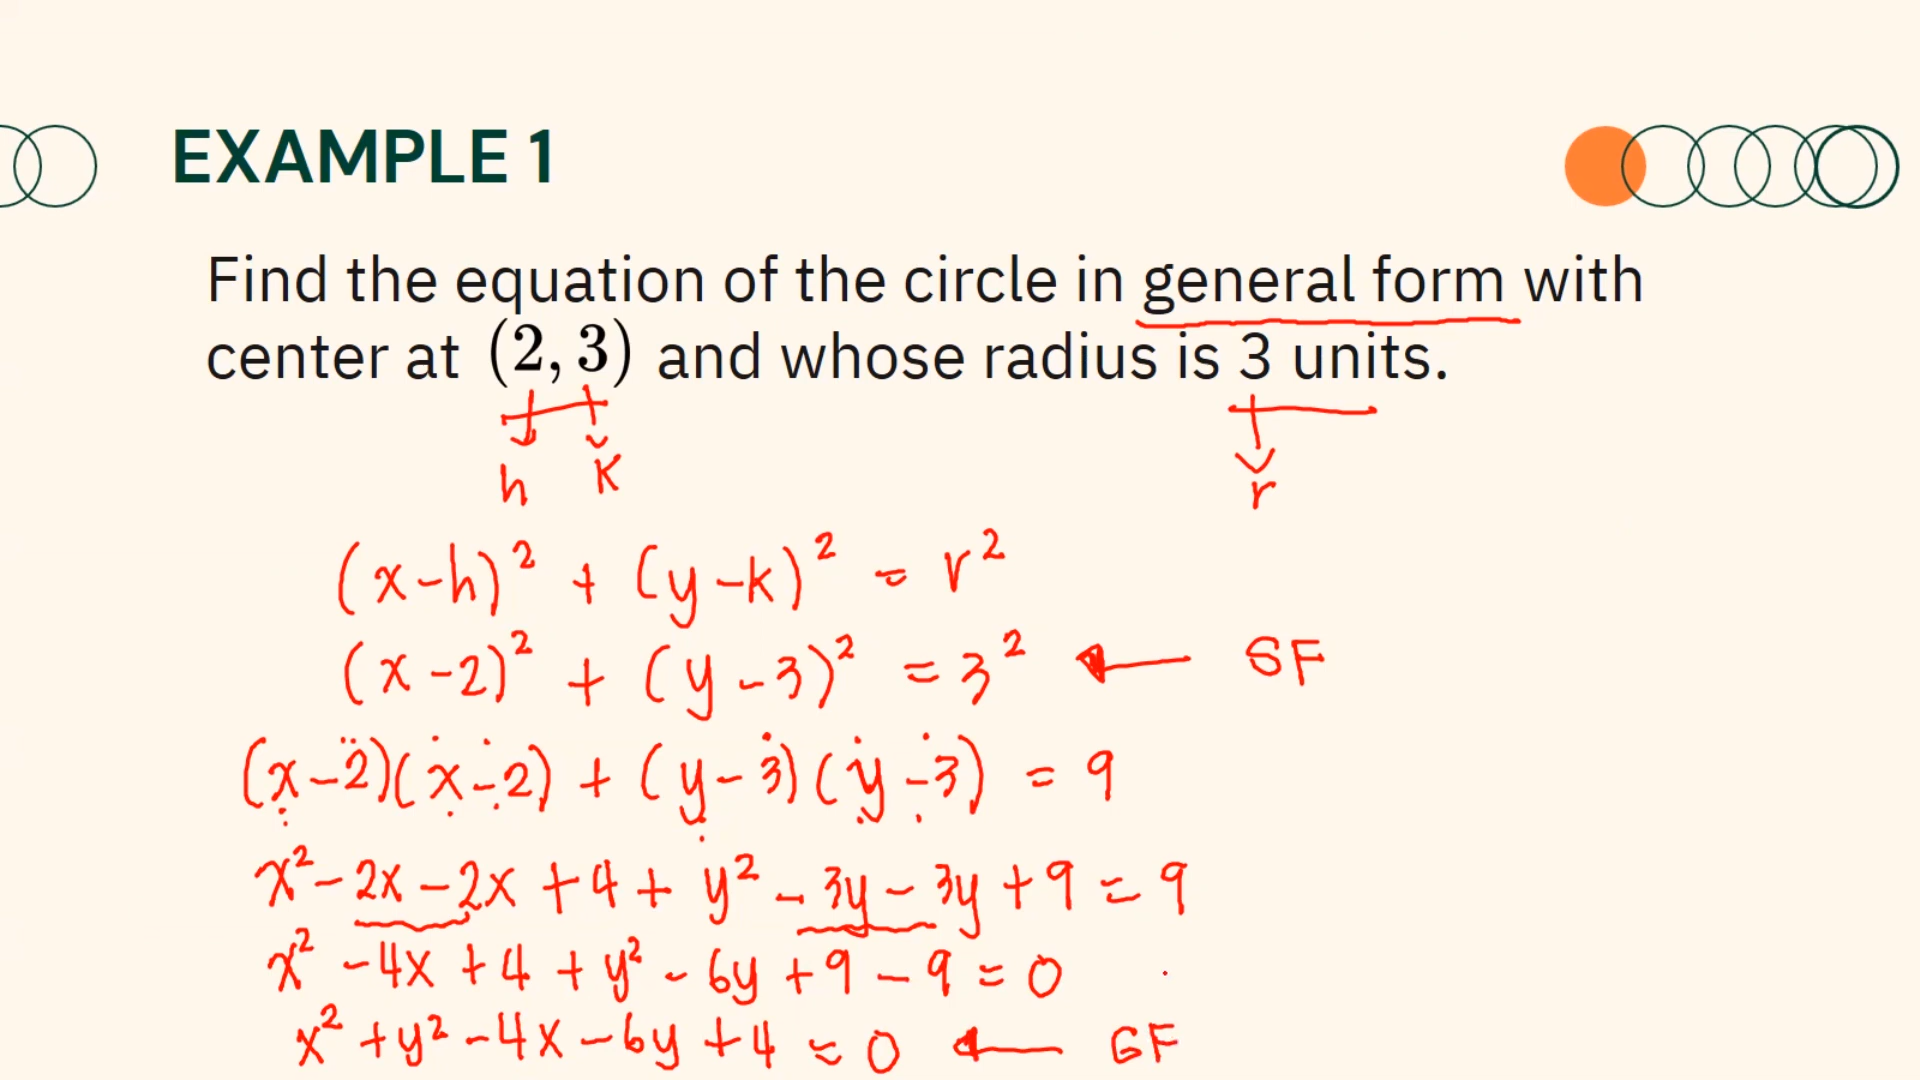 EXAMPLE 1
Find the equation of the circle in general form with
center at (2, 3) and whose radius is 3 units.
h k r
(x-h)² + (y-k)² = r²
(x-2)² + (y-3)² = 3² ← SF
(x-2)(x-2) + (y-3)(y-3) = 9
x² - 2x - 2x + 4 + y² - 3y - 3y + 9 = 9
x² - 4x + 4 + y² - 6y + 9 - 9 = 0
x² + y² - 4x - 6y + 4 = 0 ← GF